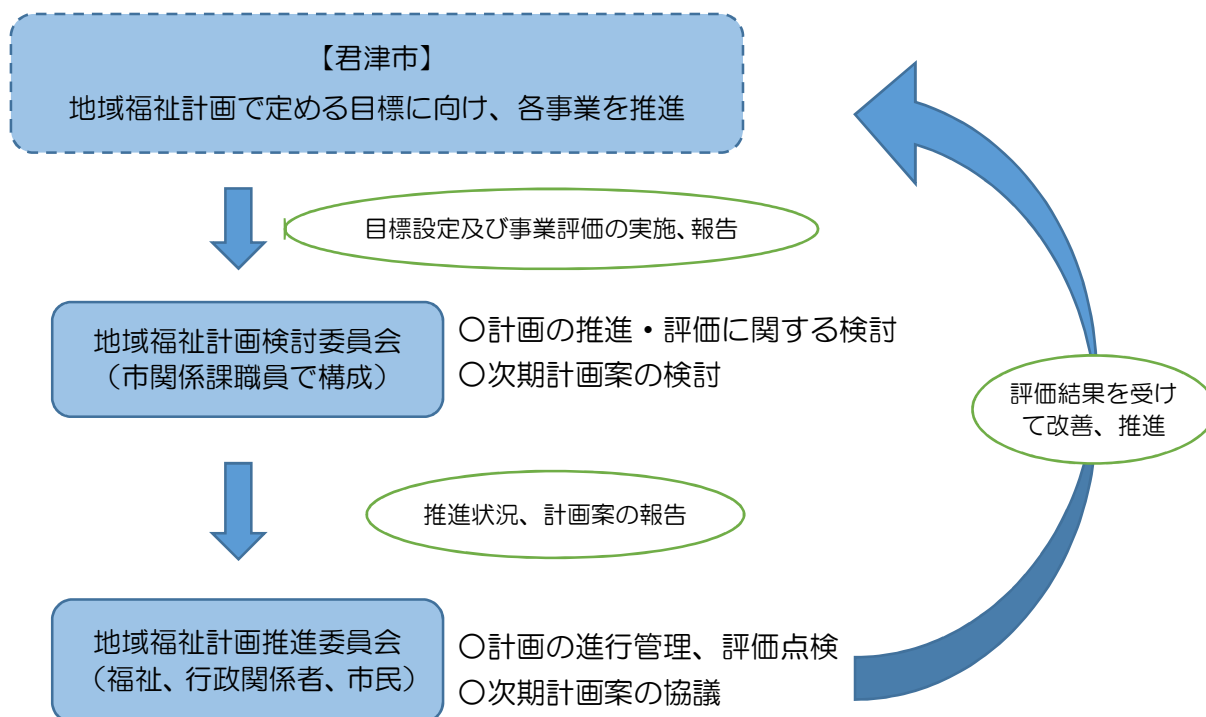 【君津市】
地域福祉計画で定める目標に向け、各事業を推進
目標設定及び事業評価の実施、報告
地域福祉計画検討委員会
（市関係課職員で構成）
〇計画の推進・評価に関する検討
〇次期計画案の検討
評価結果を受け
て改善、推進
推進状況、計画案の報告
地域福祉計画推進委員会
（福祉、行政関係者、市民）
〇計画の進行管理、評価点検
〇次期計画案の協議